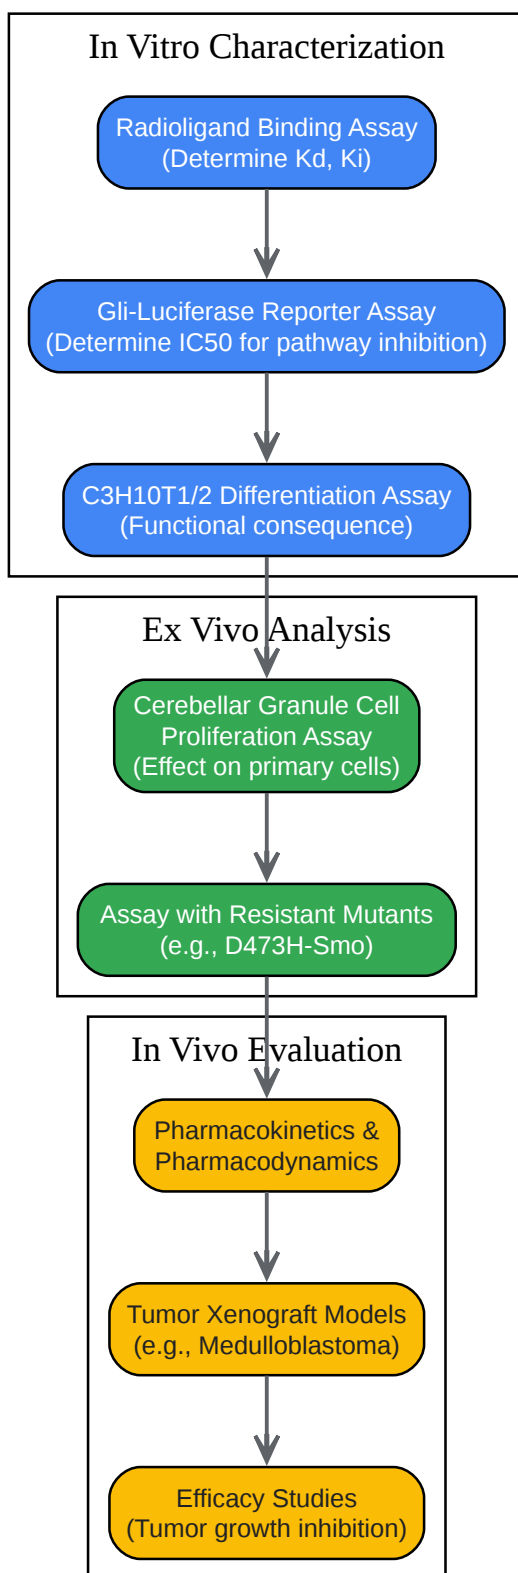 In Vitro Characterization
Radioligand Binding Assay
(Determine Kd, Ki)
Gli-Luciferase Reporter Assay
(Determine IC50 for pathway inhibition)
C3H10T1/2 Differentiation Assay
(Functional consequence)
Ex Vivo Analysis
Cerebellar Granule Cell
Proliferation Assay
(Effect on primary cells)
Assay with Resistant Mutants
(e.g., D473H-Smo)
In Vivo Evaluation
Pharmacokinetics &
Pharmacodynamics
Tumor Xenograft Models
(e.g., Medulloblastoma)
Efficacy Studies
(Tumor growth inhibition)